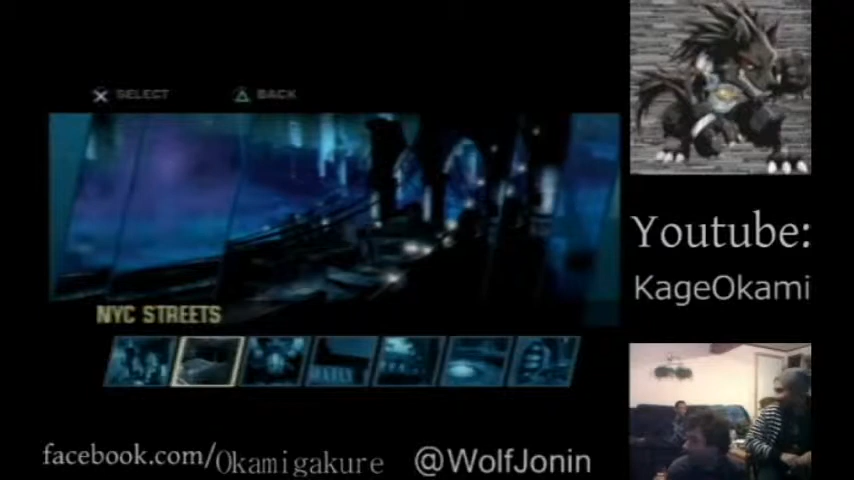 SELECT
BACK
NYC STREETS
Youtube:
KageOkami
facebook.com/Okamigakure
@WolfJonin